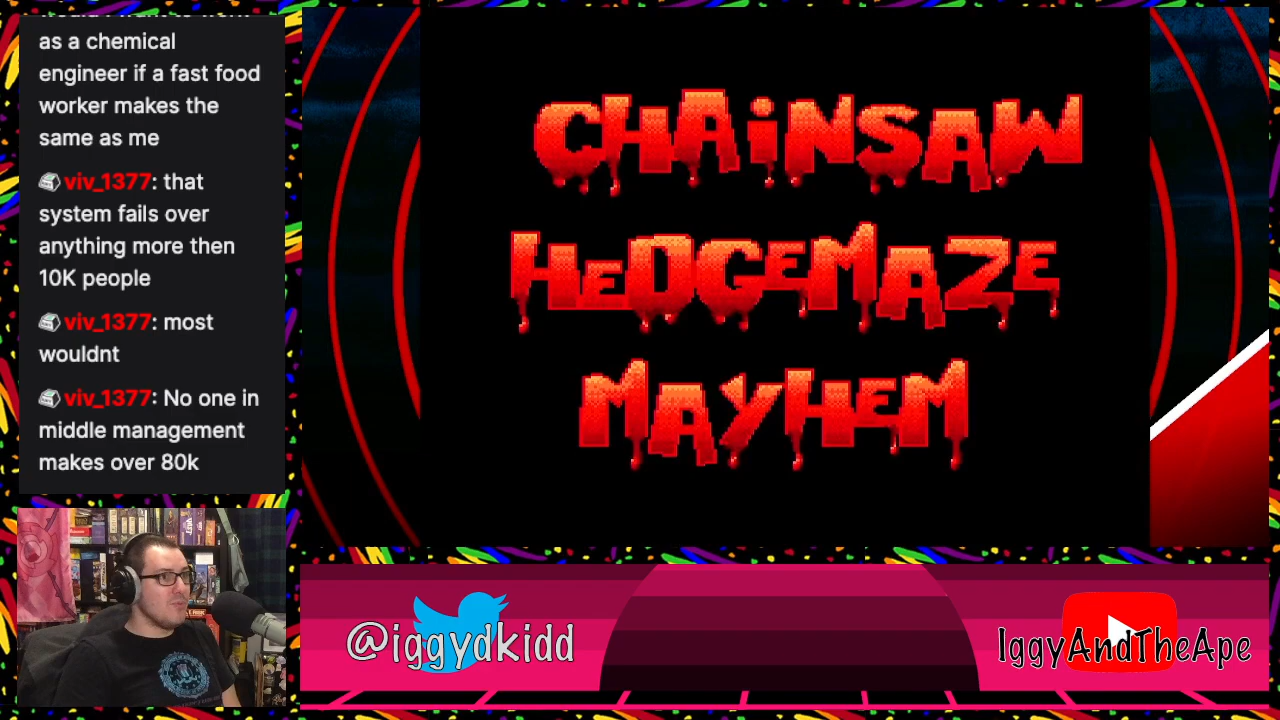 as a chemical
engineer if a fast food
worker makes the
same as me
viv_1377: that
system fails over
anything more then
10K people
viv_1377: most
wouldnt
viv_1377: No one in
middle management
makes over 80k
CHAiNSAW
HEDGEMAZE
MAYHEM
@iggydkidd
IggyAndTheApe